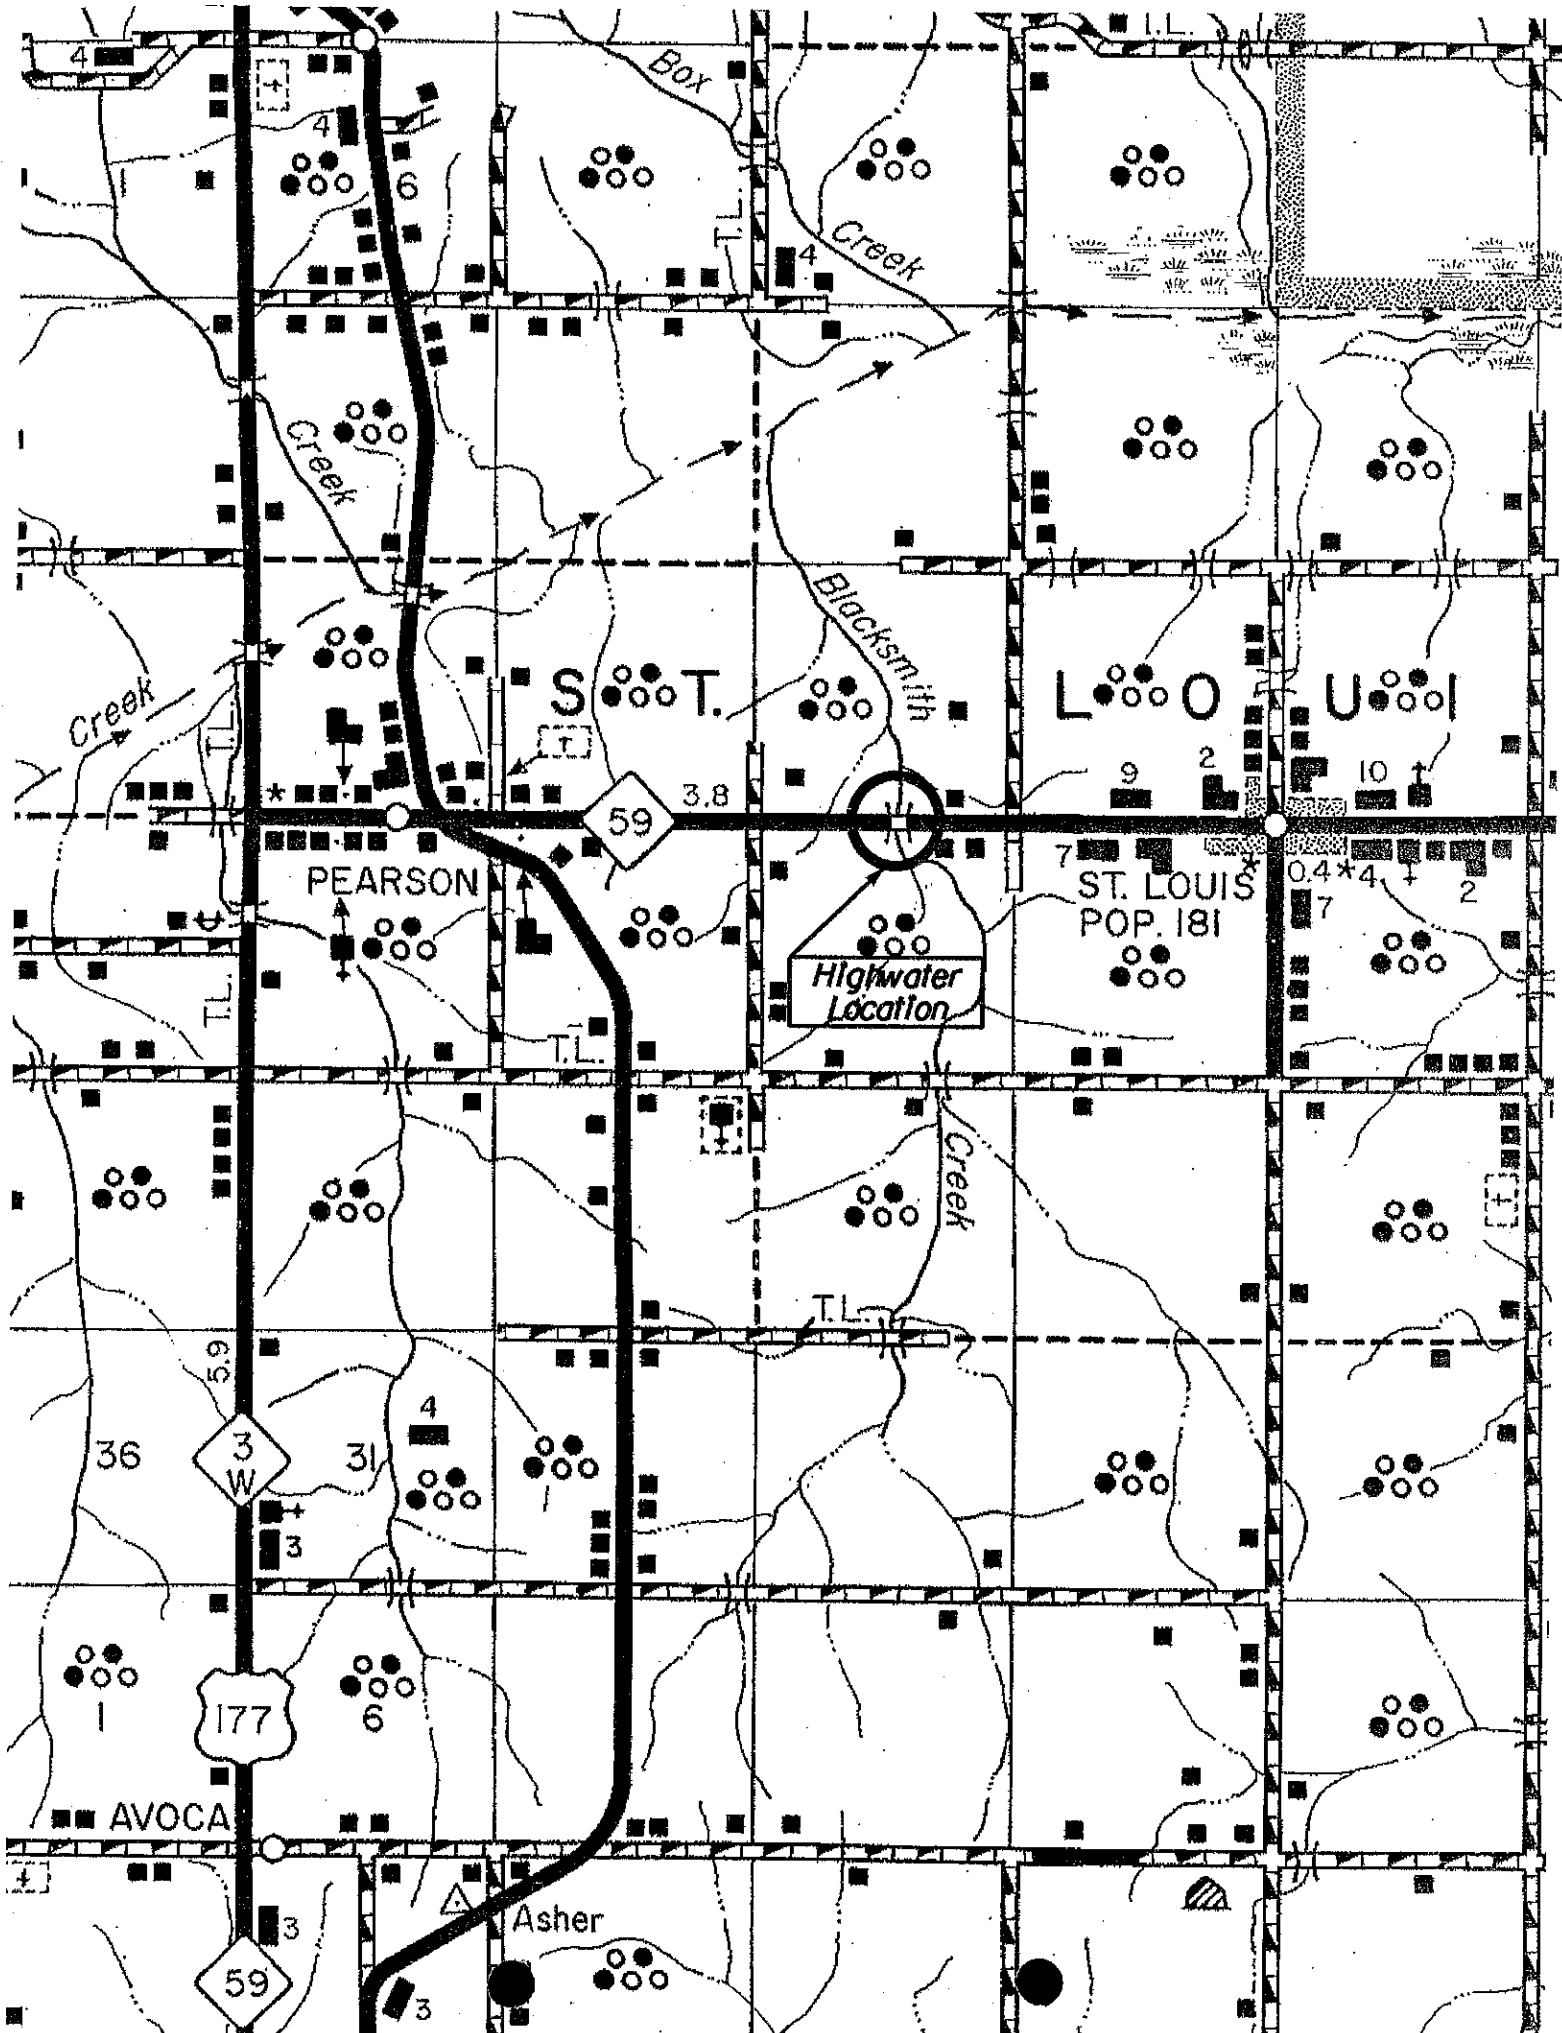 T.L.
4
Box
4
6
T.L.
Creek
4
Creek
Blacksmith
Creek
T.L.
S T. L O U I
59
3.8
9
2
10
PEARSON
7
ST. LOUIS
POP. 181
0.4
4
2
7
Highwater
Location
T.L.
T.L.
Creek
T.L.
5.9
36
3
W
31
4
3
1
177
6
AVOCA
3
Asher
59
3